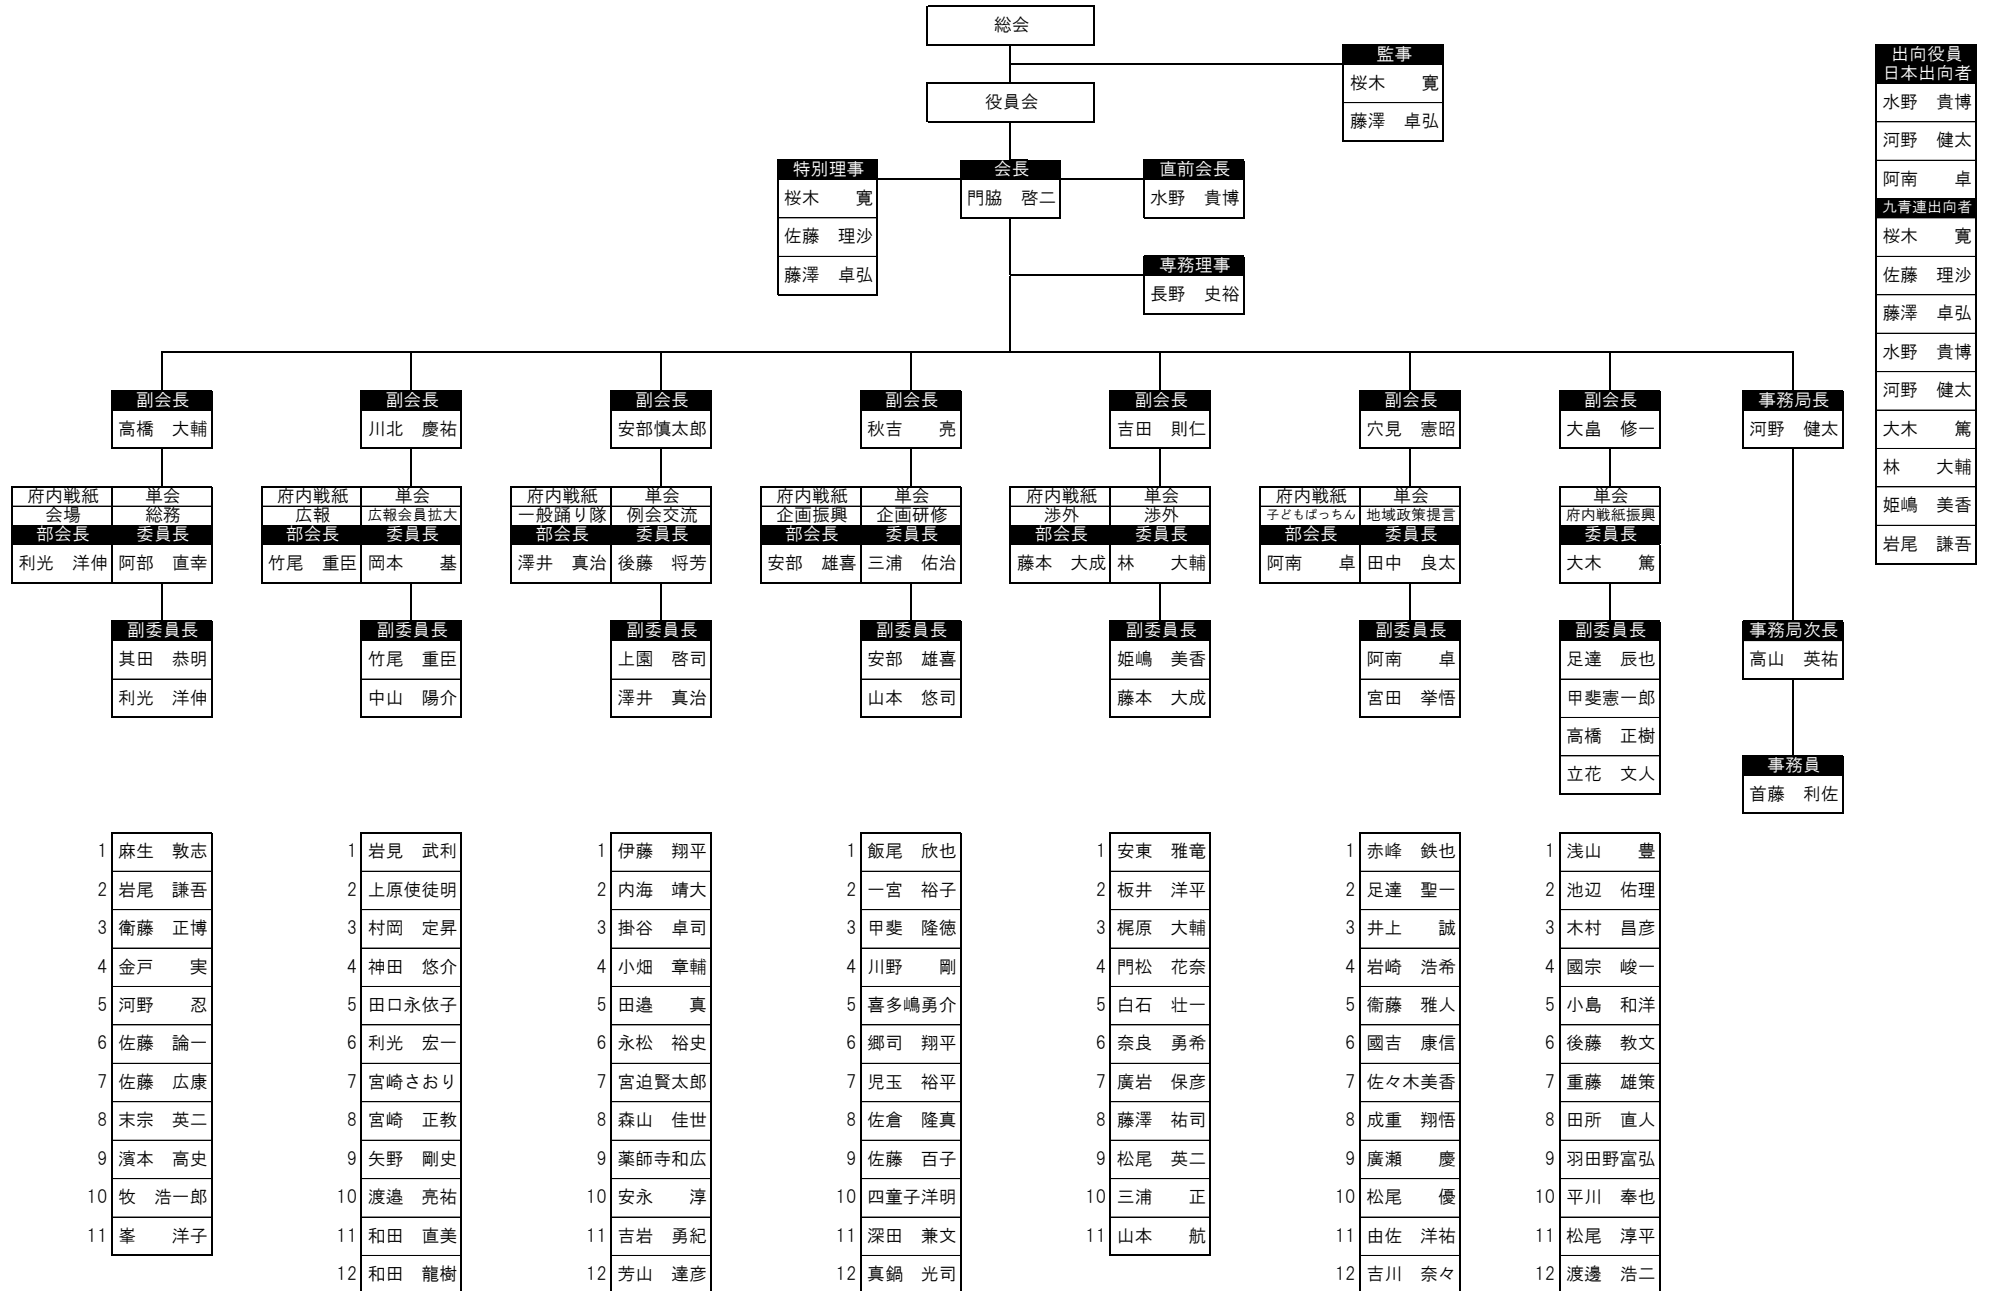 総会
役員会
監事
桜木　寛
藤澤　卓弘
特別理事
桜木　寛
佐藤　理沙
藤澤　卓弘
会長
門脇　啓二
直前会長
水野　貴博
専務理事
長野　史裕
出向役員
日本出向者
水野　貴博
河野　健太
阿南　卓
九青連出向者
桜木　寛
佐藤　理沙
藤澤　卓弘
水野　貴博
河野　健太
大木　篤
林　大輔
姫嶋　美香
岩尾　謙吾
副会長
高橋　大輔
府内戦紙　単会
会場　総務
部会長　委員長
利光　洋伸　阿部　直幸
副委員長
其田　恭明
利光　洋伸
1 麻生　敦志
2 岩尾　謙吾
3 衛藤　正博
4 金戸　実
5 河野　忍
6 佐藤　論一
7 佐藤　広康
8 末宗　英二
9 濱本　高史
10 牧　浩一郎
11 峯　洋子
副会長
川北　慶祐
府内戦紙　単会
広報　広報会員拡大
部会長　委員長
竹尾　重臣　岡本　基
副委員長
竹尾　重臣
中山　陽介
1 岩見　武利
2 上原使徒明
3 村岡　定昇
4 神田　悠介
5 田口永依子
6 利光　宏一
7 宮崎さおり
8 宮崎　正教
9 矢野　剛史
10 渡邉　亮祐
11 和田　直美
12 和田　龍樹
副会長
安部慎太郎
府内戦紙　単会
一般踊り隊　例会交流
部会長　委員長
澤井　真治　後藤　将芳
副委員長
上園　啓司
澤井　真治
1 伊藤　翔平
2 内海　靖大
3 掛谷　卓司
4 小畑　章輔
5 田邉　真
6 永松　裕史
7 宮迫賢太郎
8 森山　佳世
9 薬師寺和広
10 安永　淳
11 吉岩　勇紀
12 芳山　達彦
副会長
秋吉　亮
府内戦紙　単会
企画振興　企画研修
部会長　委員長
安部　雄喜　三浦　佑治
副委員長
安部　雄喜
山本　悠司
1 飯尾　欣也
2 一宮　裕子
3 甲斐　隆徳
4 川野　剛
5 喜多嶋勇介
6 郷司　翔平
7 児玉　裕平
8 佐倉　隆真
9 佐藤　百子
10 四童子洋明
11 深田　兼文
12 真鍋　光司
副会長
吉田　則仁
府内戦紙　単会
渉外　渉外
部会長　委員長
藤本　大成　林　大輔
副委員長
姫嶋　美香
藤本　大成
1 安東　雅竜
2 板井　洋平
3 梶原　大輔
4 門松　花奈
5 白石　壮一
6 奈良　勇希
7 廣岩　保彦
8 藤澤　祐司
9 松尾　英二
10 三浦　正
11 山本　航
副会長
穴見　憲昭
府内戦紙　単会
子どもばっちん　地域政策提言
部会長　委員長
阿南　卓　田中　良太
副委員長
阿南　卓
宮田　挙悟
1 赤峰　鉄也
2 足達　聖一
3 井上　誠
4 岩崎　浩希
5 衞藤　雅人
6 國吉　康信
7 佐々木美香
8 成重　翔悟
9 廣瀬　慶
10 松尾　優
11 由佐　洋祐
12 吉川　奈々
副会長
大畠　修一
単会
府内戦紙振興
委員長
大木　篤
副委員長
足達　辰也
甲斐憲一郎
高橋　正樹
立花　文人
1 浅山　豊
2 池辺　佑理
3 木村　昌彦
4 國宗　峻一
5 小島　和洋
6 後藤　教文
7 重藤　雄策
8 田所　直人
9 羽田野富弘
10 平川　奉也
11 松尾　淳平
12 渡邊　浩二
事務局長
河野　健太
事務局次長
高山　英祐
事務員
首藤　利佐